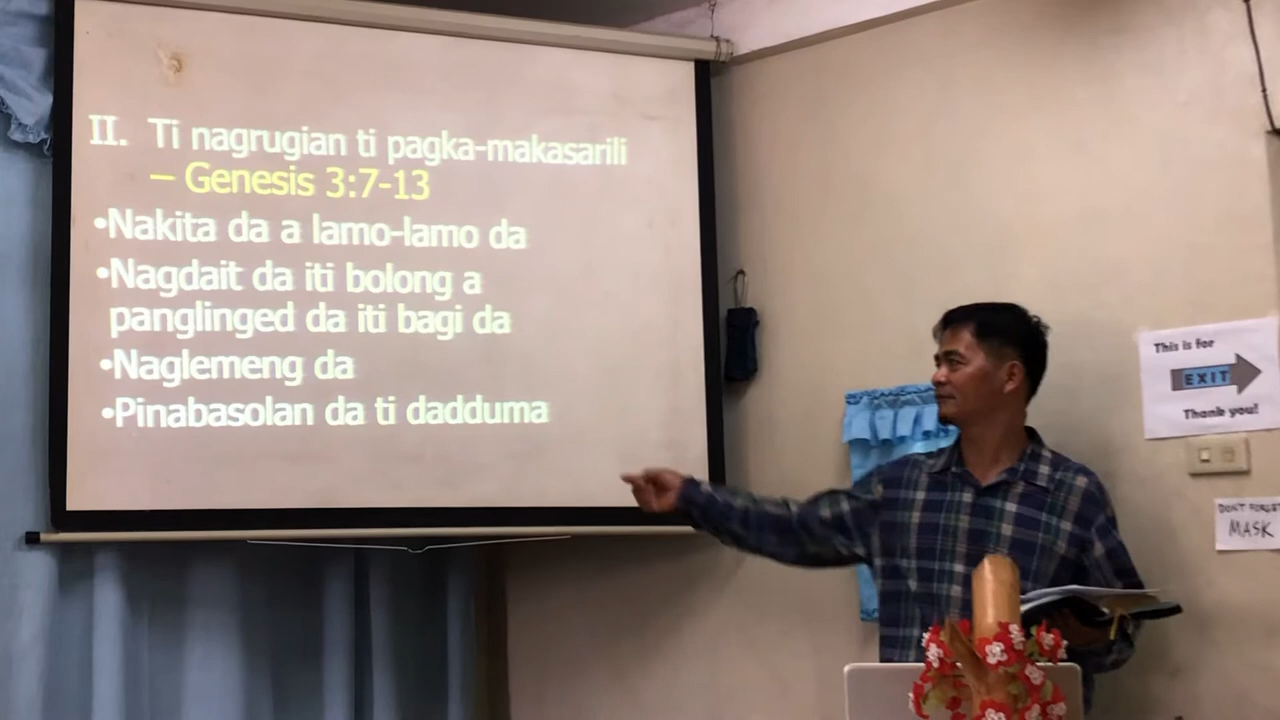 II. Ti nagrugian ti pagka-makasarili
– Genesis 3:7-13
•Nakita da a lamo-lamo da
•Nagdait da iti bolong a
panglinged da iti bagi da
•Naglemeng da
•Pinabasolan da ti dadduma
This is for
EXIT
Thank you!
DON'T FORGET
MASK